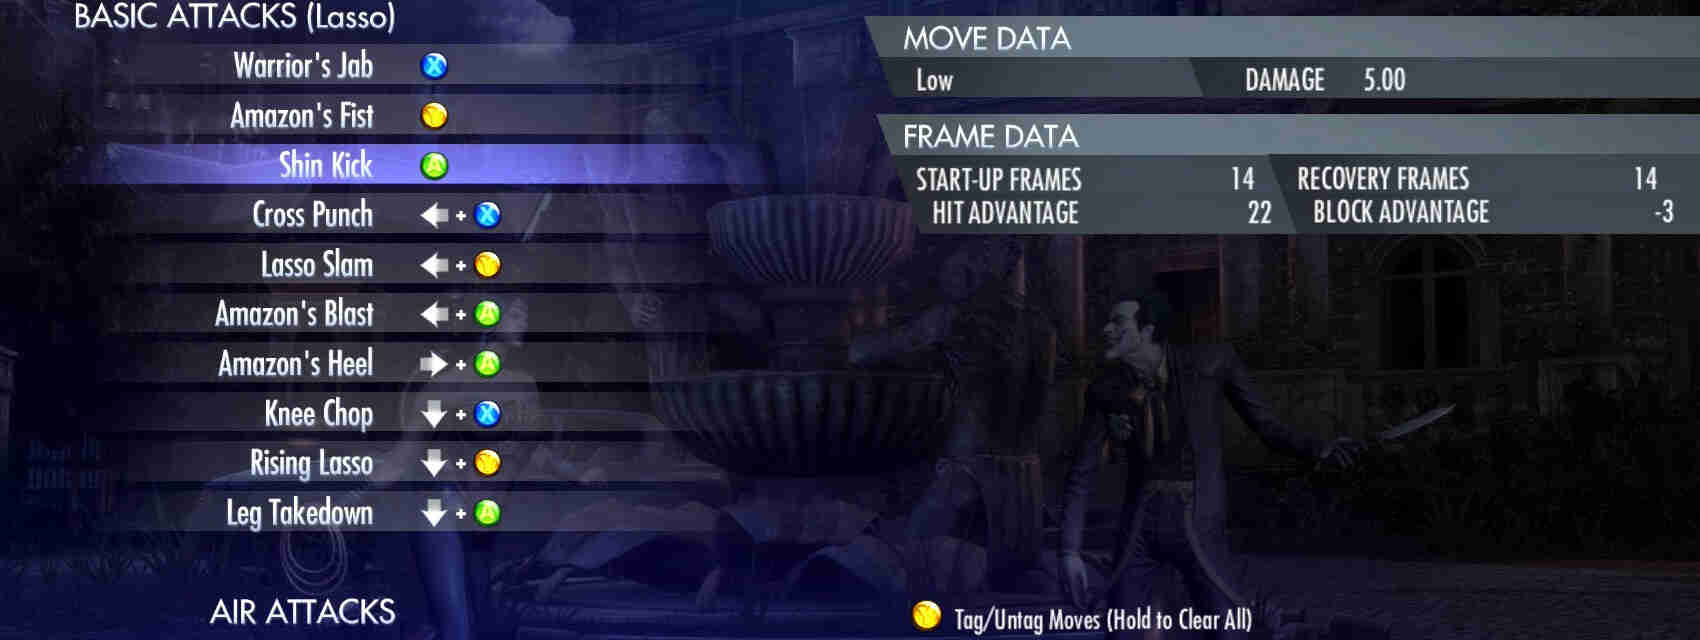 BASIC ATTACKS (Lasso)
Warrior's Jab X
Amazon's Fist Y
Shin Kick A
Cross Punch + X
Lasso Slam + Y
Amazon's Blast + A
Amazon's Heel + A
Knee Chop + X
Rising Lasso + Y
Leg Takedown + A
AIR ATTACKS
MOVE DATA
Low DAMAGE 5.00
FRAME DATA
START-UP FRAMES 14 RECOVERY FRAMES 14
HIT ADVANTAGE 22 BLOCK ADVANTAGE -3
Y Tag/Untag Moves (Hold to Clear All)